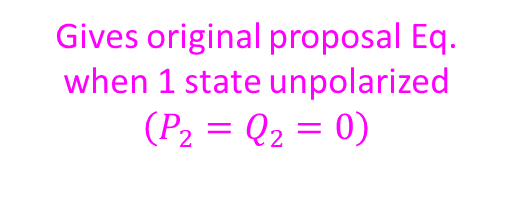 Gives original proposal Eq.
when 1 state unpolarized
(𝑃₂ = 𝑄₂ = 0)